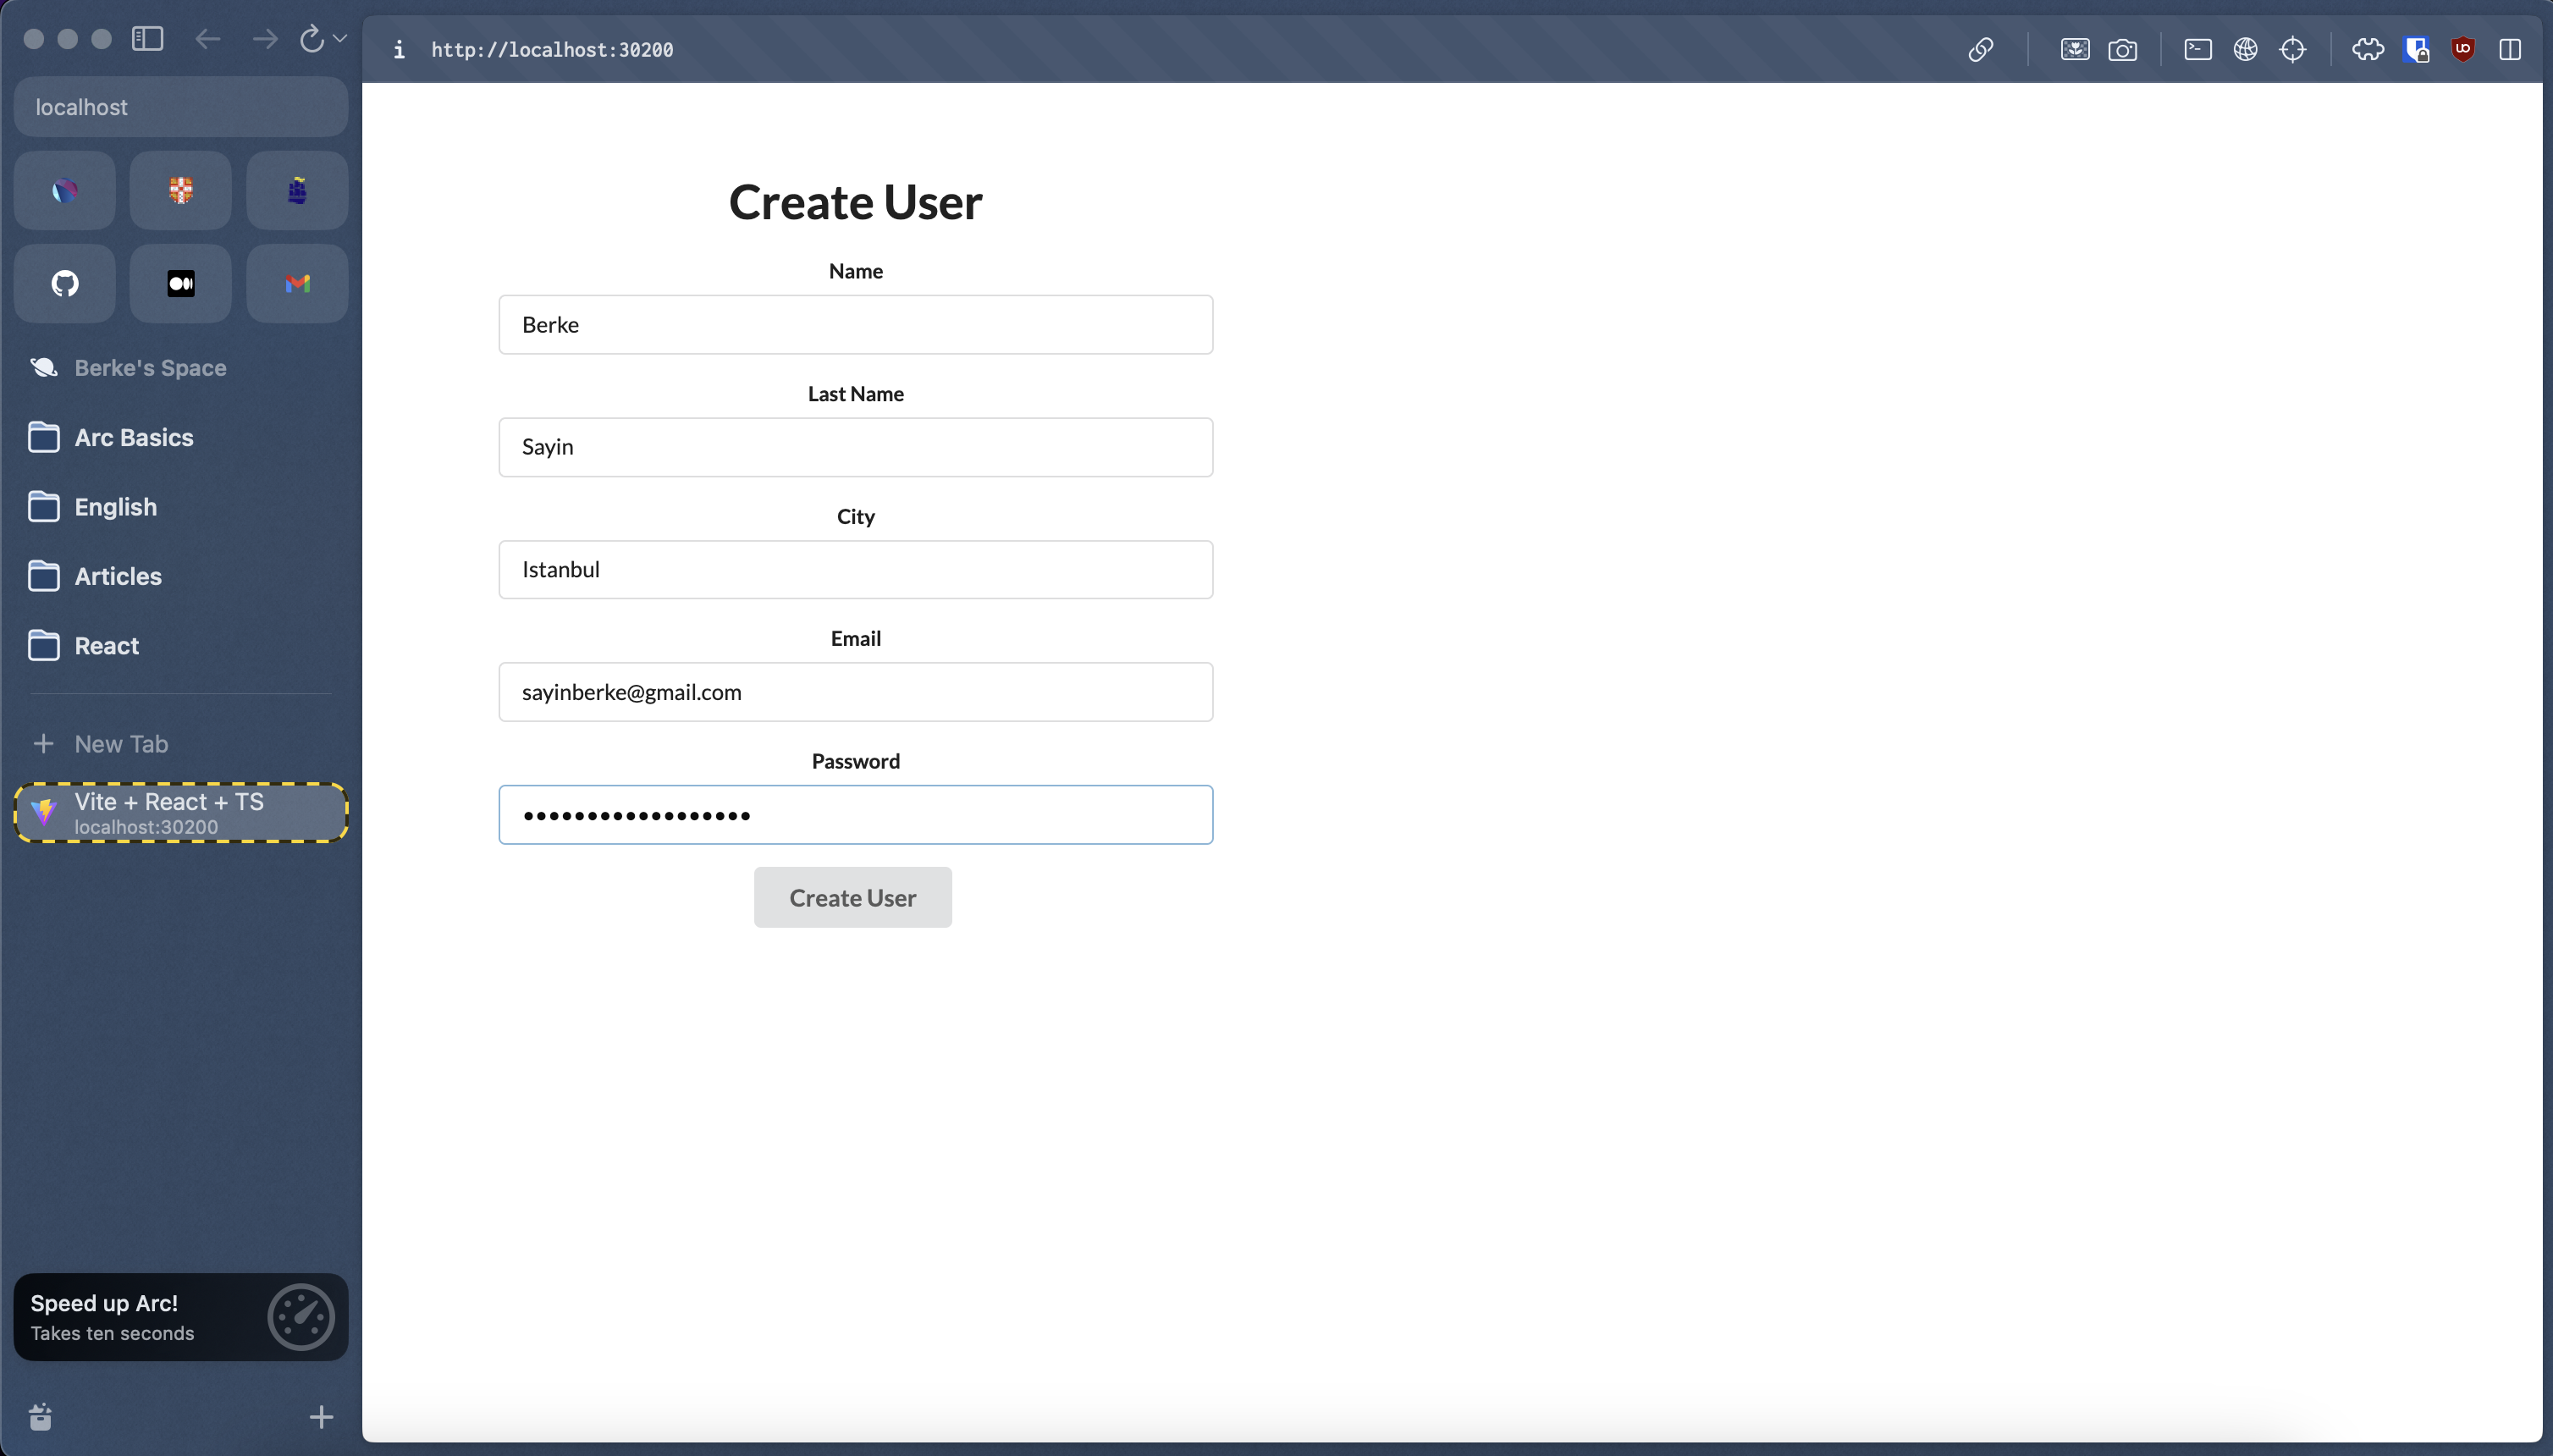 http://localhost:30200
localhost
Berke's Space
Arc Basics
English
Articles
React
New Tab
Vite + React + TS
localhost:30200
Speed up Arc!
Takes ten seconds
Create User
Name
Berke
Last Name
Sayin
City
Istanbul
Email
sayinberke@gmail.com
Password
••••••••••••••••••
Create User